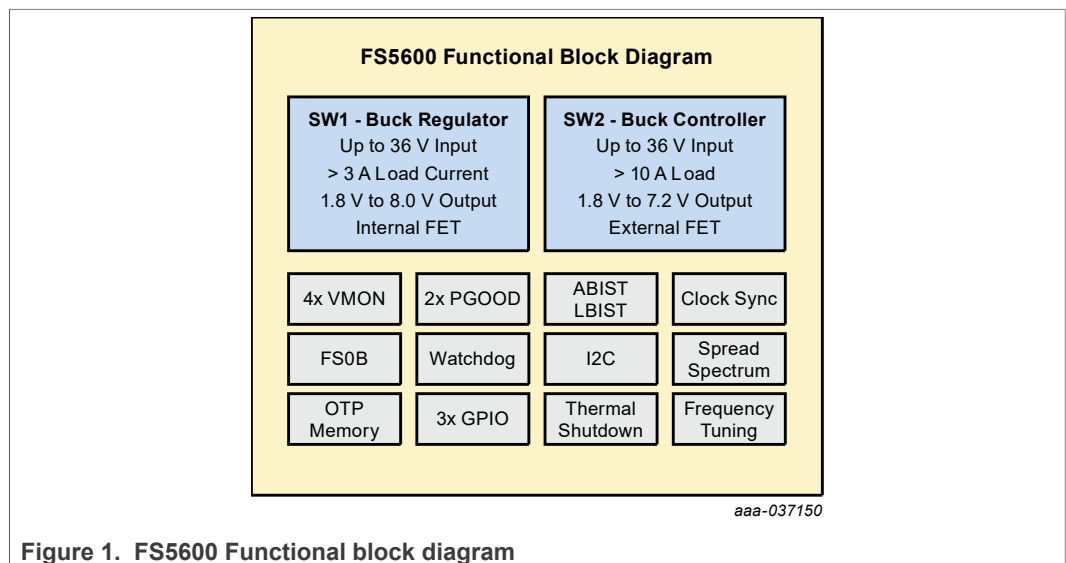 FS5600 Functional Block Diagram
SW1 - Buck Regulator
Up to 36 V Input
> 3 A Load Current
1.8 V to 8.0 V Output
Internal FET
SW2 - Buck Controller
Up to 36 V Input
> 10 A Load
1.8 V to 7.2 V Output
External FET
4x VMON
2x PGOOD
ABIST
LBIST
Clock Sync
FS0B
Watchdog
I2C
Spread
Spectrum
OTP
Memory
3x GPIO
Thermal
Shutdown
Frequency
Tuning
aaa-037150
Figure 1. FS5600 Functional block diagram